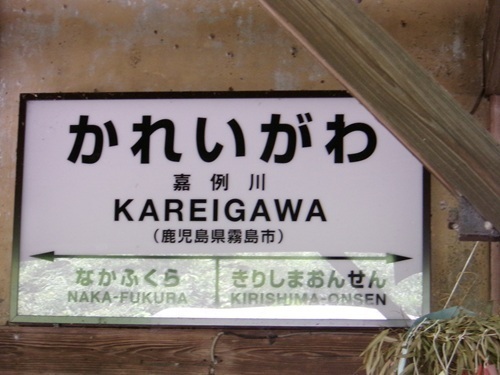 かれいがわ
嘉例川
KAREIGAWA
(鹿児島県霧島市)
なかふくら きりしまおんせん
NAKA-FUKURA KIRISHIMA-ONSEN